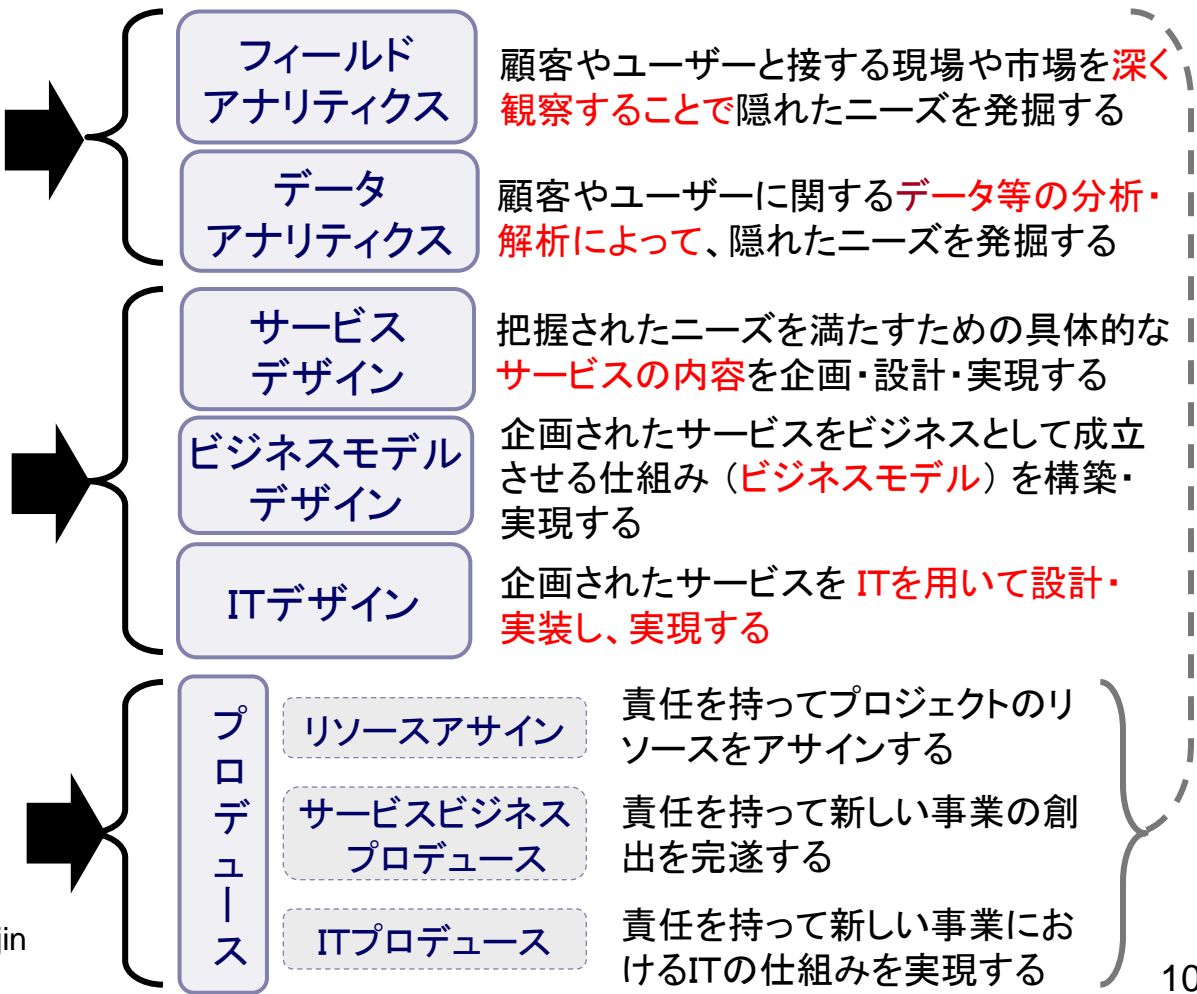 フィールド
アナリティクス
顧客やユーザーと接する現場や市場を深く
観察することで隠れたニーズを発掘する
データ
アナリティクス
顧客やユーザーに関するデータ等の分析・
解析によって、隠れたニーズを発掘する
サービス
デザイン
把握されたニーズを満たすための具体的な
サービスの内容を企画・設計・実現する
ビジネスモデル
デザイン
企画されたサービスをビジネスとして成立
させる仕組み（ビジネスモデル）を構築・
実現する
ITデザイン
企画されたサービスを ITを用いて設計・
実装し、実現する
プロデュース
リソースアサイン
責任を持ってプロジェクトのリ
ソースをアサインする
サービスビジネス
プロデュース
責任を持って新しい事業の創
出を完遂する
ITプロデュース
責任を持って新しい事業にお
けるITの仕組みを実現する
jin
10